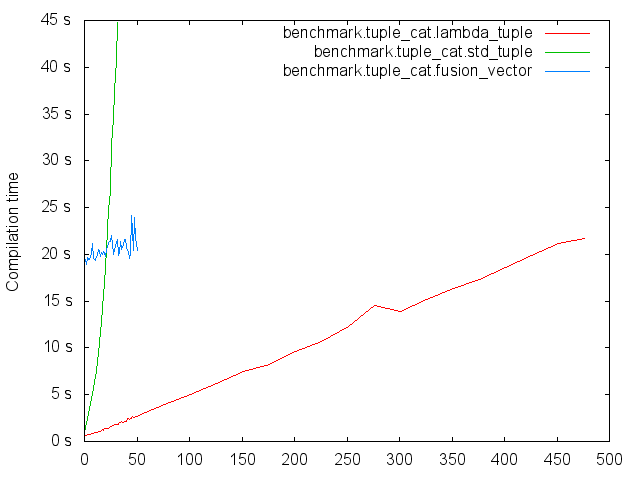 benchmark.tuple_cat.lambda_tuple
benchmark.tuple_cat.std_tuple
benchmark.tuple_cat.fusion_vector
45 s
40 s
35 s
30 s
25 s
20 s
15 s
10 s
5 s
0 s
Compilation time
0 50 100 150 200 250 300 350 400 450 500